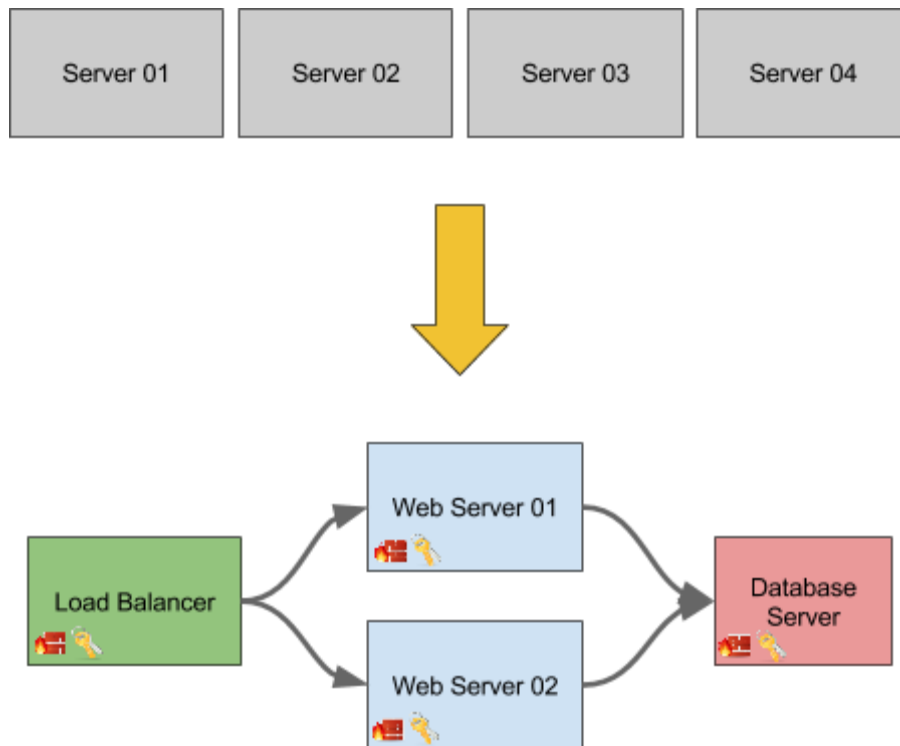 Server 01
Server 02
Server 03
Server 04
Web Server 01
Load Balancer
Database
Server
Web Server 02